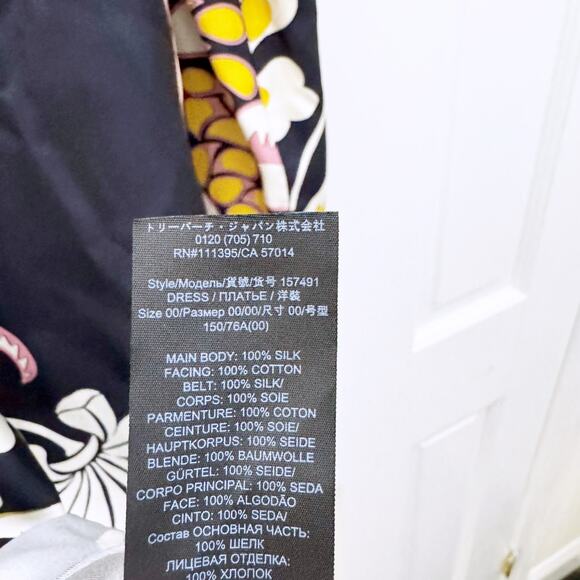 トリーバーチ・ジャパン株式会社
0120 (705) 710
RN#111395/CA 57014
Style/Модель/貨號/货号 157491
DRESS / ПЛАТЬЕ / 洋裝
Size 00/Размер 00/00/尺寸 00/号型
150/76A(00)
MAIN BODY: 100% SILK
FACING: 100% COTTON
BELT: 100% SILK/
CORPS: 100% SOIE
PARMENTURE: 100% COTON
CEINTURE: 100% SOIE/
HAUPTKORPUS: 100% SEIDE
BLENDE: 100% BAUMWOLLE
GÜRTEL: 100% SEIDE/
CORPO PRINCIPAL: 100% SEDA
FACE: 100% ALGODÃO
CINTO: 100% SEDA/
Состав ОСНОВНАЯ ЧАСТЬ:
100% ШЕЛК
ЛИЦЕВАЯ ОТДЕЛКА:
100% ХЛОПОК